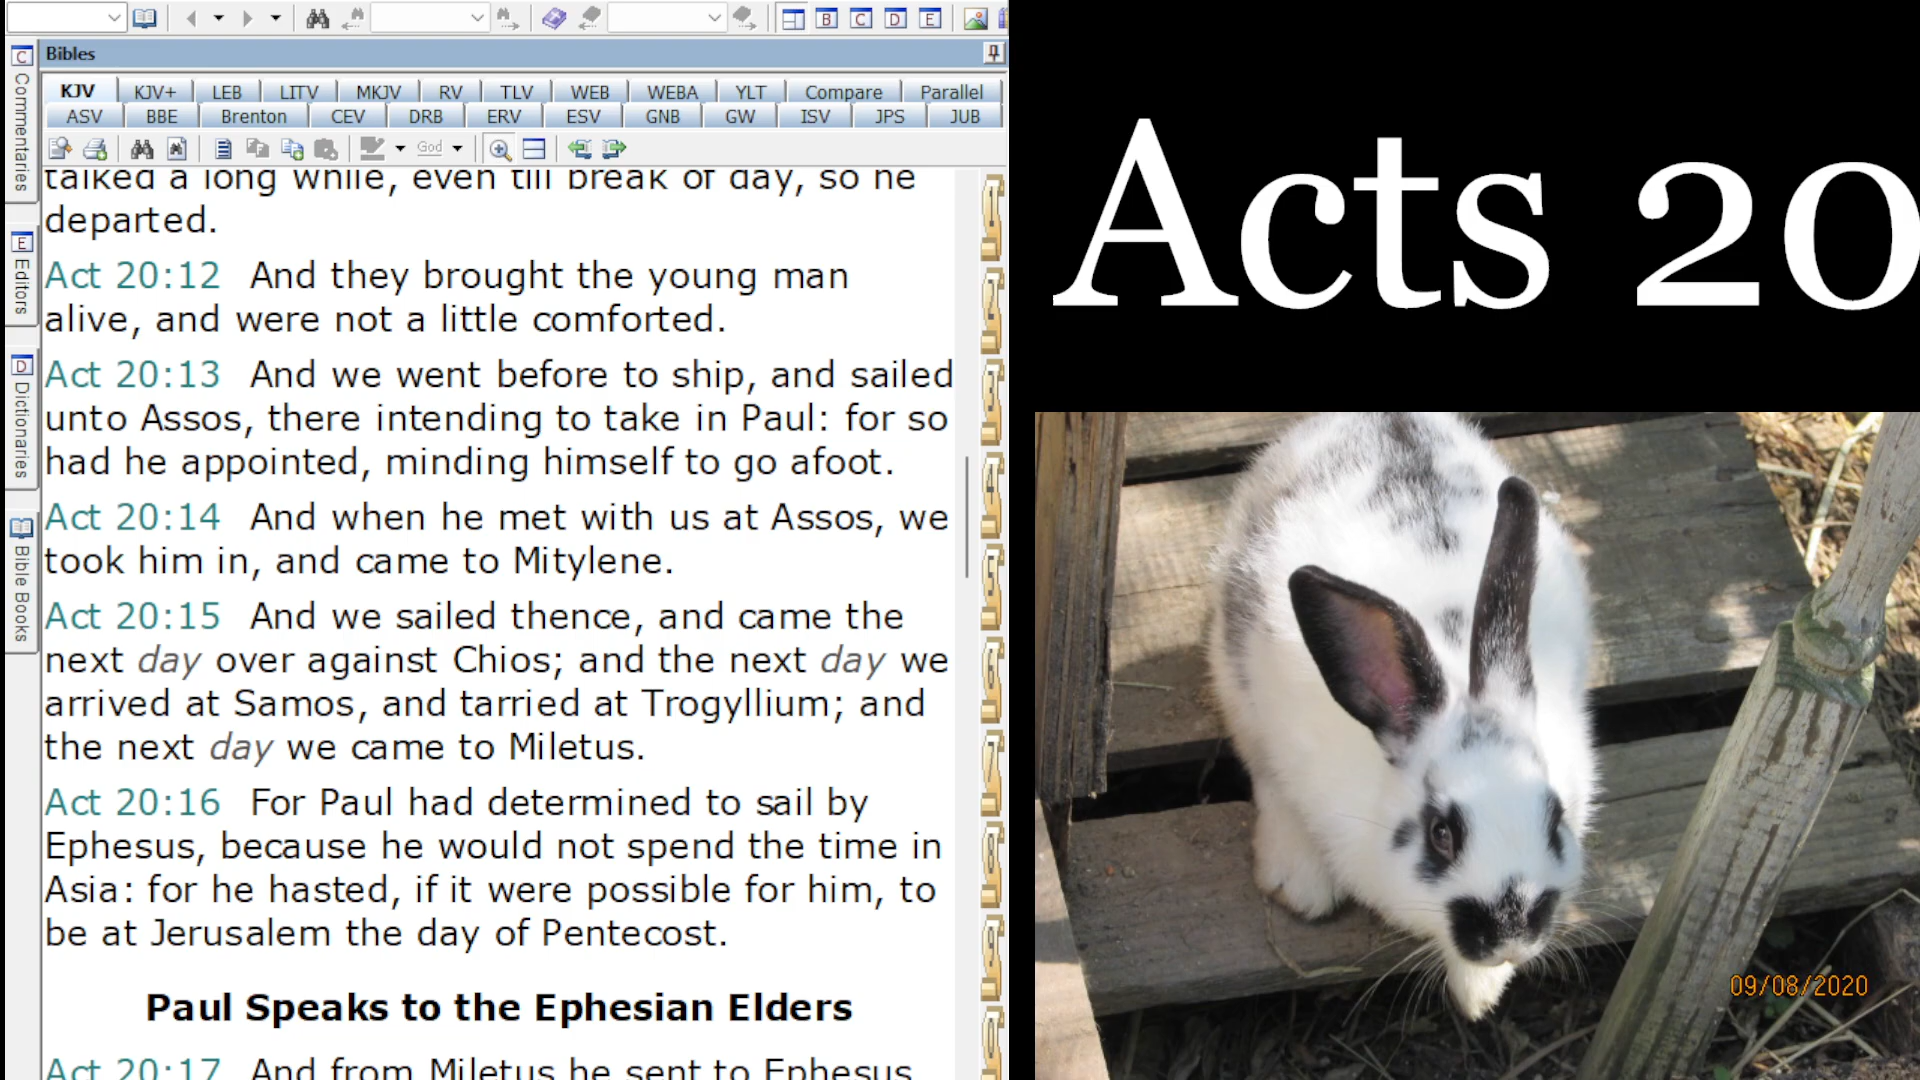 Bibles
KJV KJV+ LEB LITV MKJV RV TLV WEB WEBA YLT Compare Parallel
ASV BBE Brenton CEV DRB ERV ESV GNB GW ISV JPS JUB
B C D E
God
C Commentaries
E Editors
D Dictionaries
Bible Books
talked a long while, even till break of day, so he
departed.
Act 20:12 And they brought the young man
alive, and were not a little comforted.
Act 20:13 And we went before to ship, and sailed
unto Assos, there intending to take in Paul: for so
had he appointed, minding himself to go afoot.
Act 20:14 And when he met with us at Assos, we
took him in, and came to Mitylene.
Act 20:15 And we sailed thence, and came the
next day over against Chios; and the next day we
arrived at Samos, and tarried at Trogyllium; and
the next day we came to Miletus.
Act 20:16 For Paul had determined to sail by
Ephesus, because he would not spend the time in
Asia: for he hasted, if it were possible for him, to
be at Jerusalem the day of Pentecost.
Paul Speaks to the Ephesian Elders
Act 20:17 And from Miletus he sent to Ephesus,
Acts 20
09/08/2020